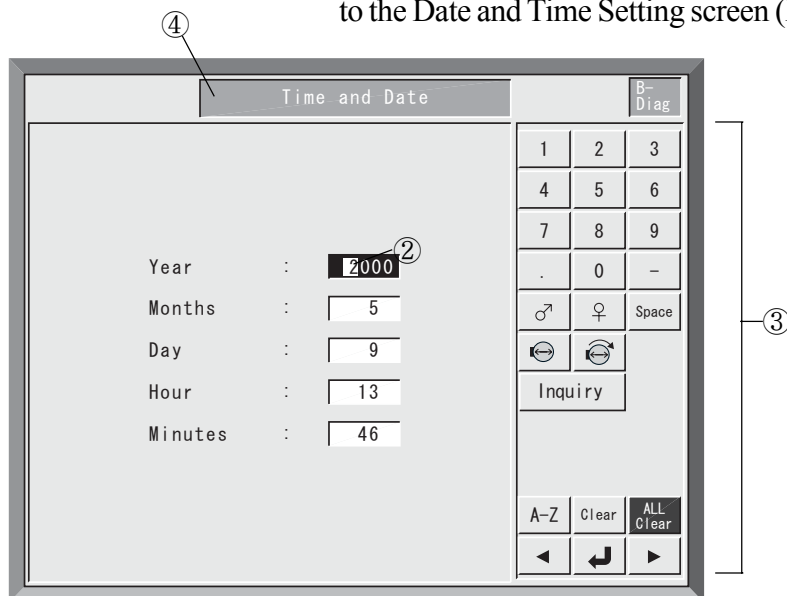 to the Date and Time Setting screen (
④
Time and Date
B-
Diag
1 2 3
4 5 6
7 8 9
. 0 -
♂ ♀ Space
Inquiry
A-Z Clear ALL
Clear
◄ ↵ ►
Year : 2000
②
Months : 5
Day : 9
Hour : 13
Minutes : 46
③